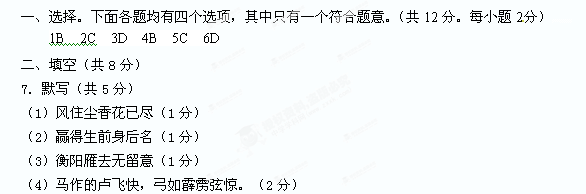 一、选择。下面各题均有四个选项，其中只有一个符合题意。（共 12 分。每小题 2分）
1B 2C 3D 4B 5C 6D
二、填空（共 8 分）
7. 默写（共 5 分）
（1）风住尘香花已尽（1 分）
（2）赢得生前身后名（1 分）
（3）衡阳雁去无留意（1 分）
（4）马作的卢飞快，弓如霹雳弦惊。（2 分）